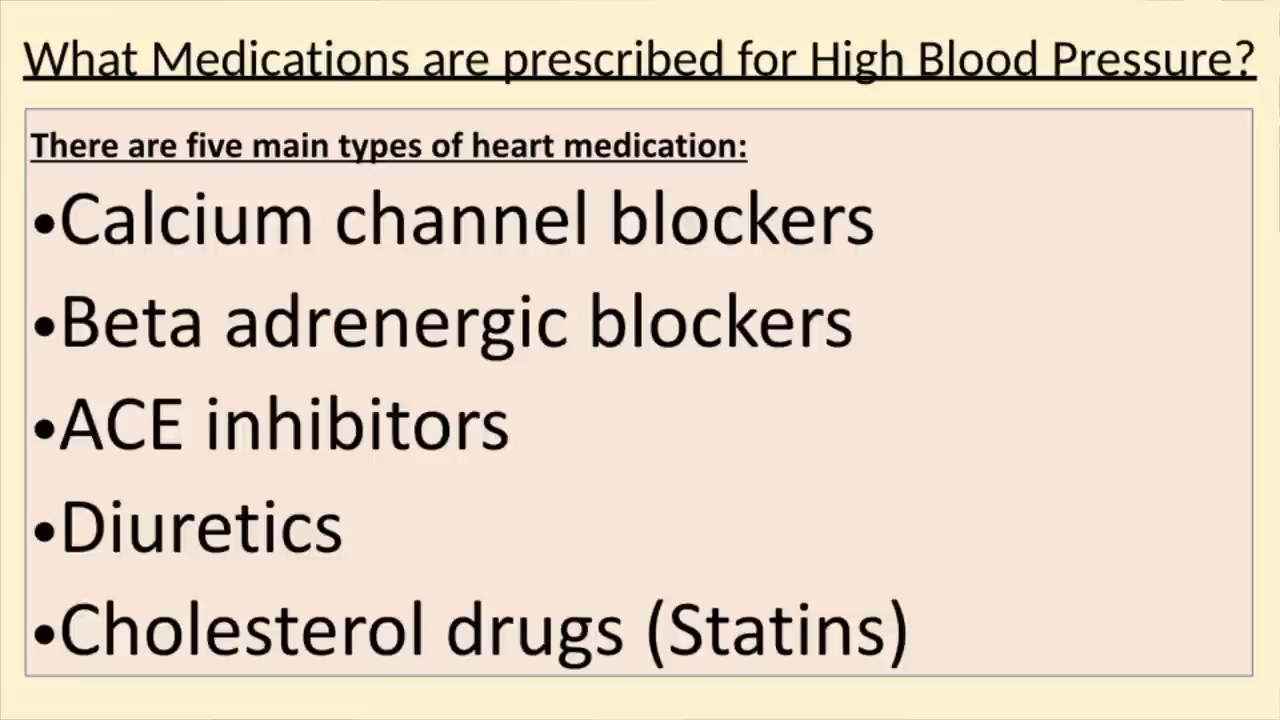 What Medications are prescribed for High Blood Pressure?
There are five main types of heart medication:
•Calcium channel blockers
•Beta adrenergic blockers
•ACE inhibitors
•Diuretics
•Cholesterol drugs (Statins)